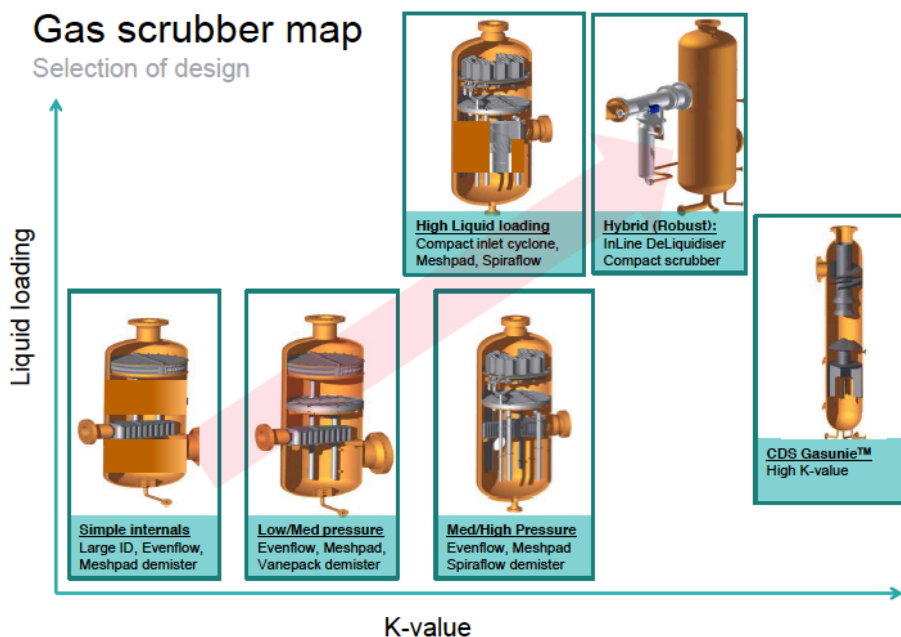 Gas scrubber map
Selection of design
Liquid loading
High Liquid loading
Compact inlet cyclone,
Meshpad, Spiraflow
Hybrid (Robust):
InLine DeLiquidiser
Compact scrubber
CDS Gasunie™
High K-value
Simple internals
Large ID, Evenflow,
Meshpad demister
Low/Med pressure
Evenflow, Meshpad,
Vanepack demister
Med/High Pressure
Evenflow, Meshpad
Spiraflow demister
K-value